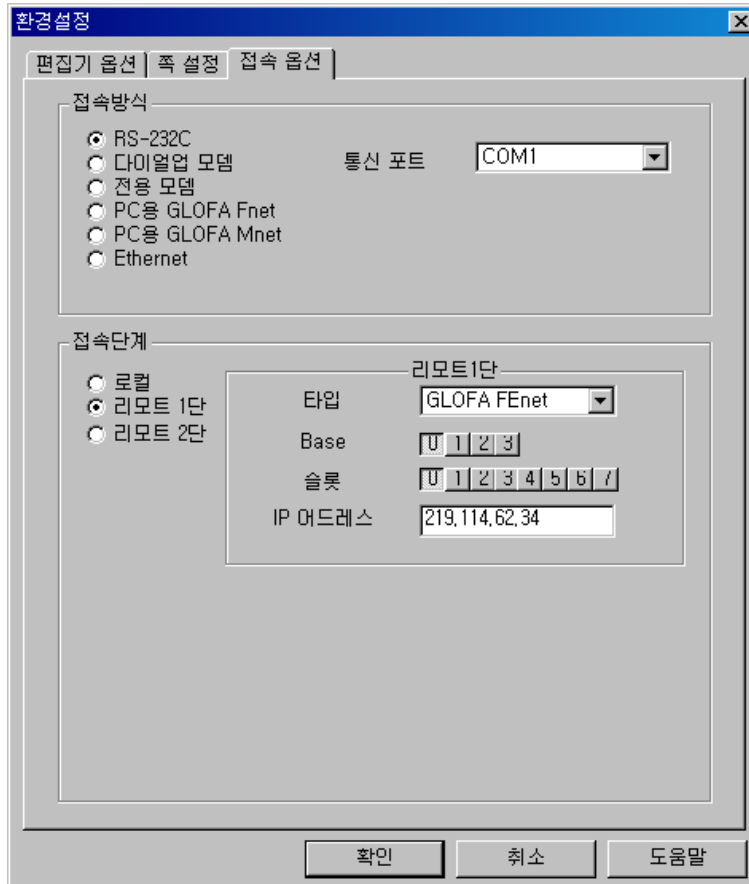 환경설정
편집기 옵션 쪽 설정 접속 옵션
접속방식
RS-232C
다이얼업 모뎀
전용 모뎀
PC용 GLOFA Fnet
PC용 GLOFA Mnet
Ethernet
통신 포트 COM1
접속단계
로컬
리모트 1단
리모트 2단
리모트1단
타입 GLOFA FEnet
Base 0 1 2 3
슬롯 0 1 2 3 4 5 6 7
IP 어드레스 219,114,62,34
확인 취소 도움말